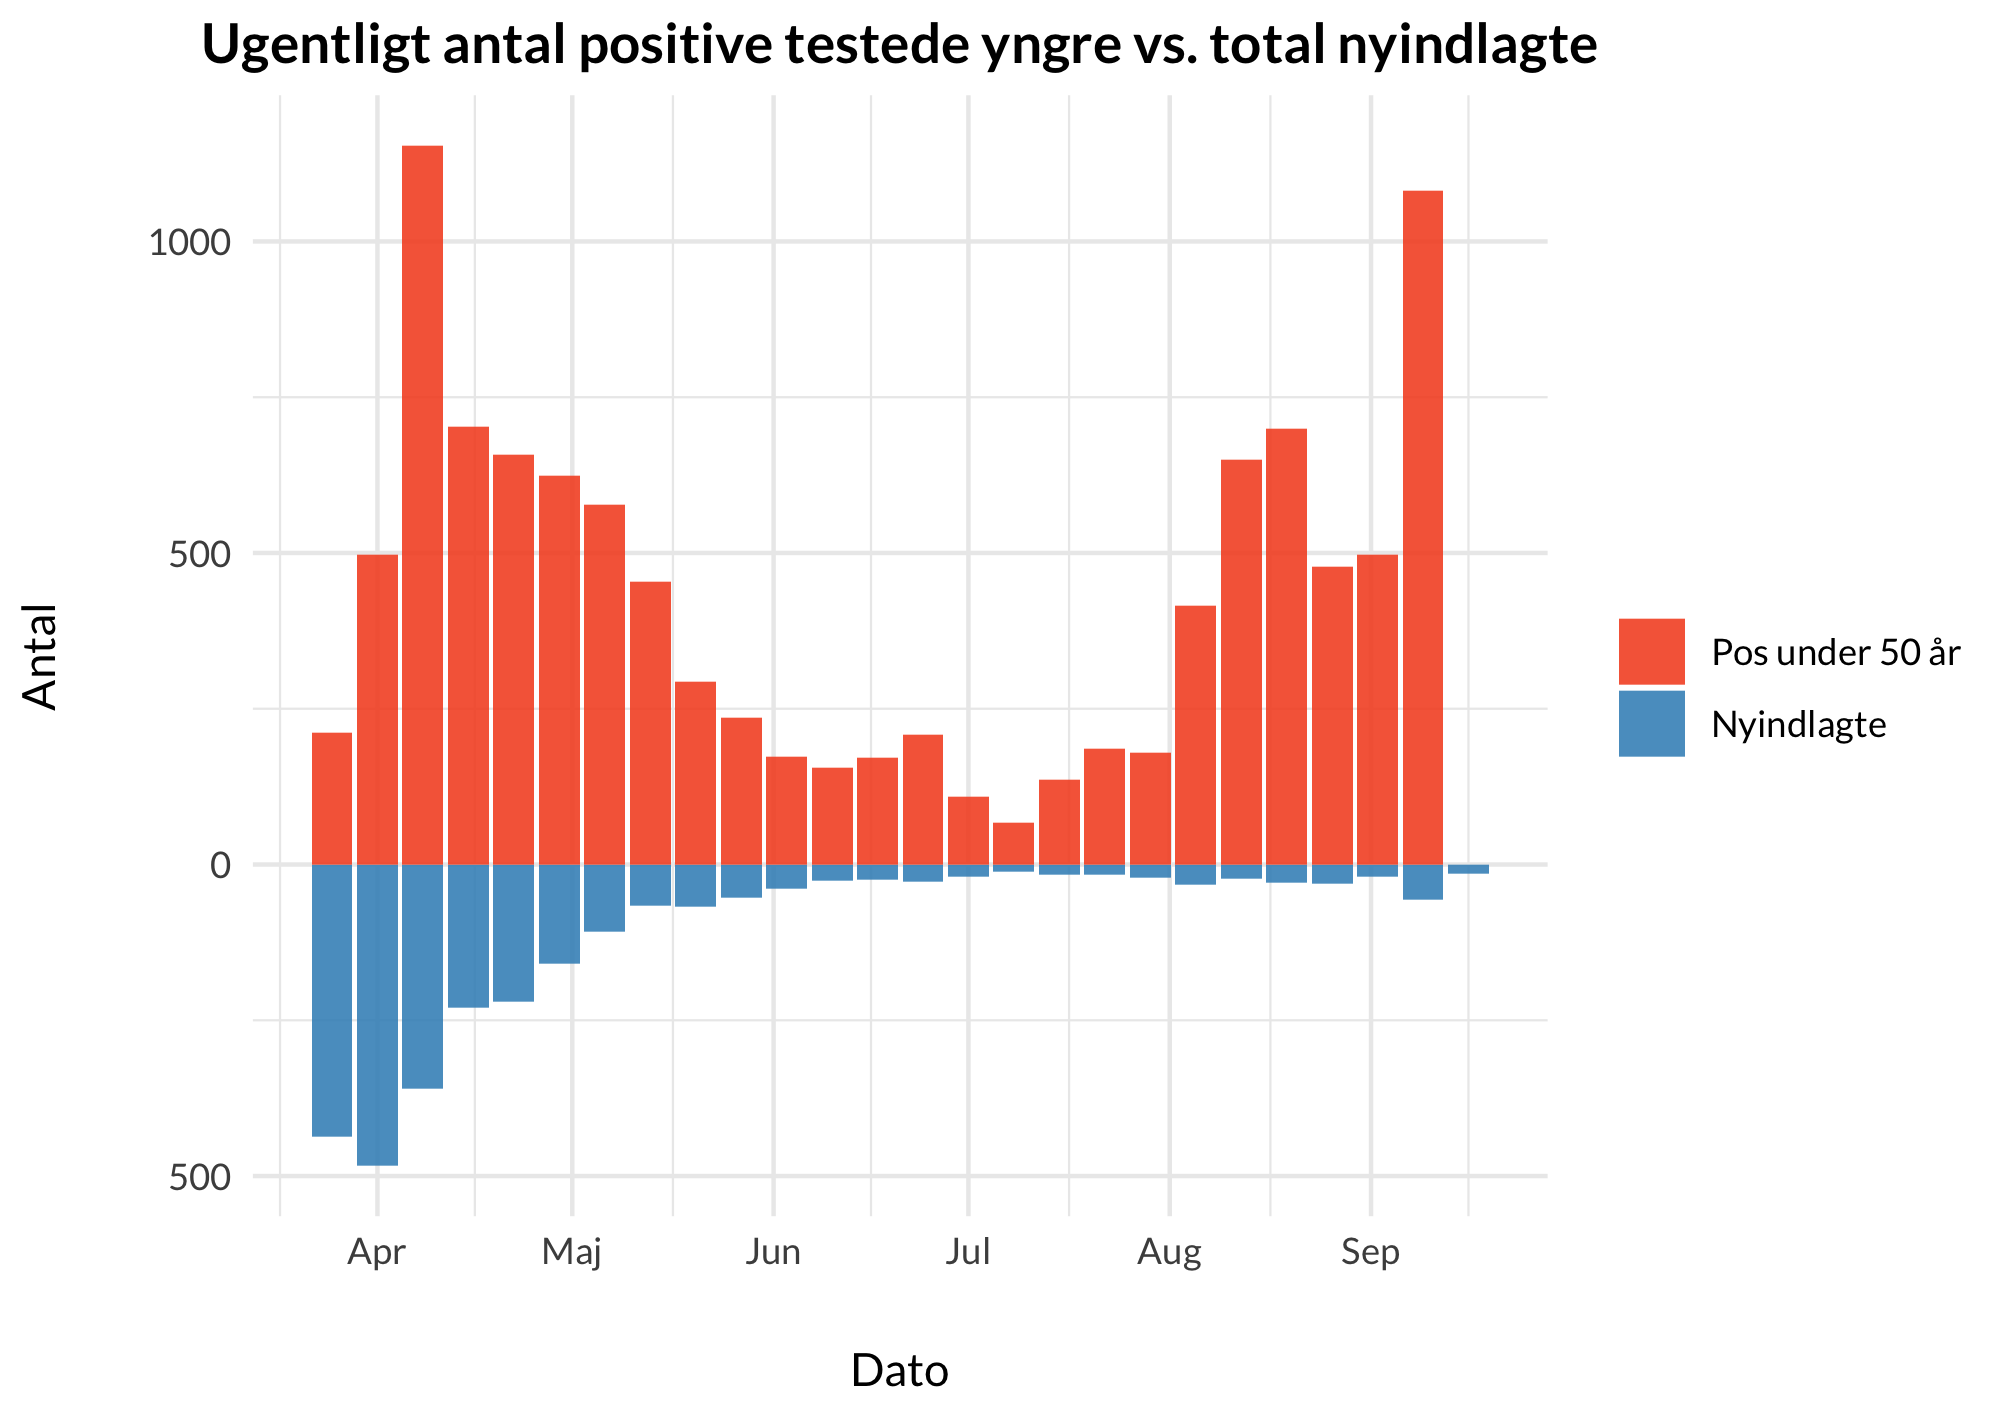 Ugentligt antal positive testede yngre vs. total nyindlagte
Antal
1000
500
0
500
Apr Maj Jun Jul Aug Sep
Dato
Pos under 50 år
Nyindlagte